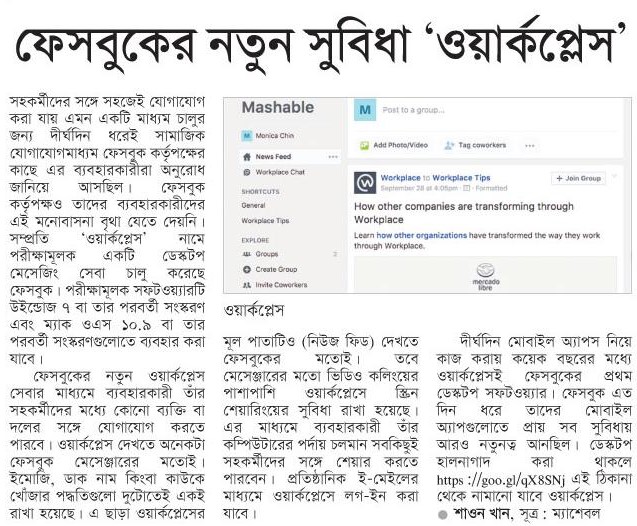 ফেসবুকের নতুন সুবিধা ‘ওয়ার্কপ্লেস’
সহকর্মীদের সঙ্গে সহজেই যোগাযোগ
করা যায় এমন একটি মাধ্যম চালুর
জন্য দীর্ঘদিন ধরেই সামাজিক
যোগাযোগমাধ্যম ফেসবুক কর্তৃপক্ষের
কাছে এর ব্যবহারকারীরা অনুরোধ
জানিয়ে আসছিল। ফেসবুক
কর্তৃপক্ষও তাদের ব্যবহারকারীদের
এই মনোবাসনা বৃথা যেতে দেয়নি।
সম্প্রতি ‘ওয়ার্কপ্লেস’ নামে
পরীক্ষামূলক একটি ডেস্কটপ
মেসেজিং সেবা চালু করেছে
ফেসবুক। পরীক্ষামূলক সফটওয়্যারটি
উইন্ডোজ ৭ বা তার পরবর্তী সংস্করণ
এবং ম্যাক ওএস ১০.৯ বা তার
পরবর্তী সংস্করণগুলোতে ব্যবহার করা
যাবে।
ফেসবুকের নতুন ওয়ার্কপ্লেস
সেবার মাধ্যমে ব্যবহারকারী তাঁর
সহকর্মীদের মধ্যে কোনো ব্যক্তি বা
দলের সঙ্গে যোগাযোগ করতে
পারবে। ওয়ার্কপ্লেস দেখতে অনেকটা
ফেসবুক মেসেঞ্জারের মতোই।
ইমোজি, ডাক নাম কিংবা কাউকে
খোঁজার পদ্ধতিগুলো দুটোতেই একই
রাখা হয়েছে। এ ছাড়া ওয়ার্কপ্লেসের
Mashable
Monica Chin
News Feed
Workplace Chat
SHORTCUTS
General
Workplace Tips
EXPLORE
Groups 2
Create Group
Invite Coworkers
M Post to a group...
Add Photo/Video Tag coworkers
Workplace to Workplace Tips + Join Group
September 28 at 4:05pm · Formatted
How other companies are transforming through
Workplace
Learn how other organizations have transformed the way they work
through Workplace.
mercado
libre
ওয়ার্কপ্লেস
মূল পাতাটিও (নিউজ ফিড) দেখতে
ফেসবুকের মতোই। তবে
মেসেঞ্জারের মতো ভিডিও কলিংয়ের
পাশাপাশি ওয়ার্কপ্লেসে স্ক্রিন
শেয়ারিংয়ের সুবিধা রাখা হয়েছে।
এর মাধ্যমে ব্যবহারকারী তাঁর
কম্পিউটারের পর্দায় চলমান সবকিছুই
সহকর্মীদের সঙ্গে শেয়ার করতে
পারবেন। প্রতিষ্ঠানিক ই-মেইলের
মাধ্যমে ওয়ার্কপ্লেসে লগ-ইন করা
যাবে।
দীর্ঘদিন মোবাইল অ্যাপস নিয়ে
কাজ করায় কয়েক বছরের মধ্যে
ওয়ার্কপ্লেসই ফেসবুকের প্রথম
ডেস্কটপ সফটওয়্যার। ফেসবুক এত
দিন ধরে তাদের মোবাইল
অ্যাপগুলোতে প্রায় সব সুবিধায়
আরও নতুনত্ব আনছিল। ডেস্কটপ
হালনাগাদ করা থাকলে
https://goo.gl/qX8SNj এই ঠিকানা
থেকে নামানো যাবে ওয়ার্কপ্লেস।
● শাওন খান, সূত্র : ম্যাশেবল